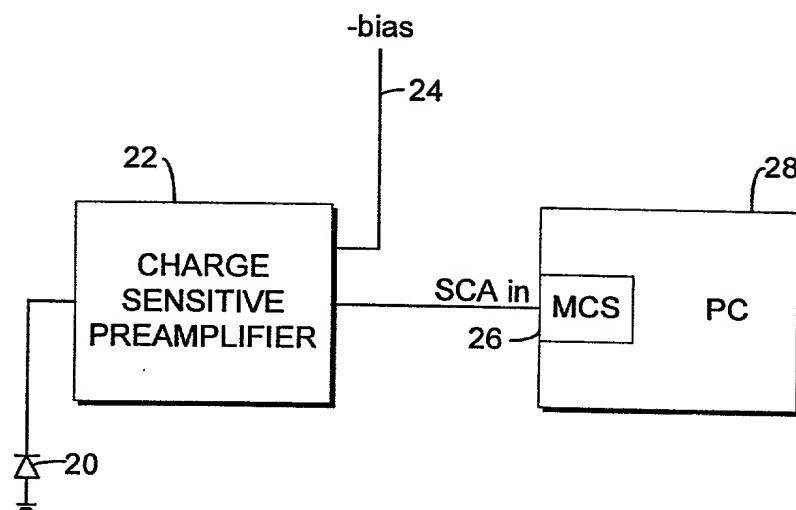 -bias
24
22
28
CHARGE
SENSITIVE
PREAMPLIFIER
SCA in
MCS
PC
26
20